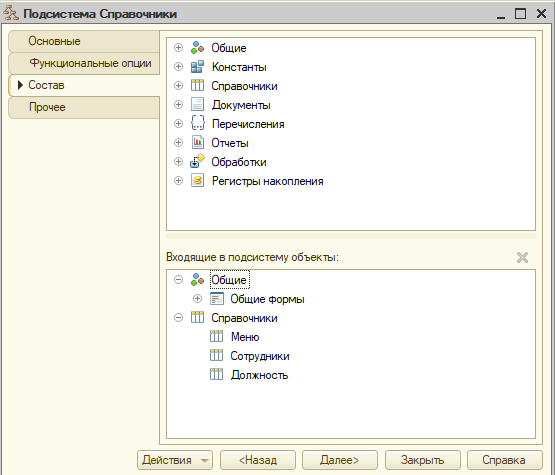 Подсистема Справочники
Основные
Функциональные опции
Состав
Прочее
Общие
Константы
Справочники
Документы
Перечисления
Отчеты
Обработки
Регистры накопления
Входящие в подсистему объекты:
Общие
Общие формы
Справочники
Меню
Сотрудники
Должность
Действия
<Назад
Далее>
Закрыть
Справка